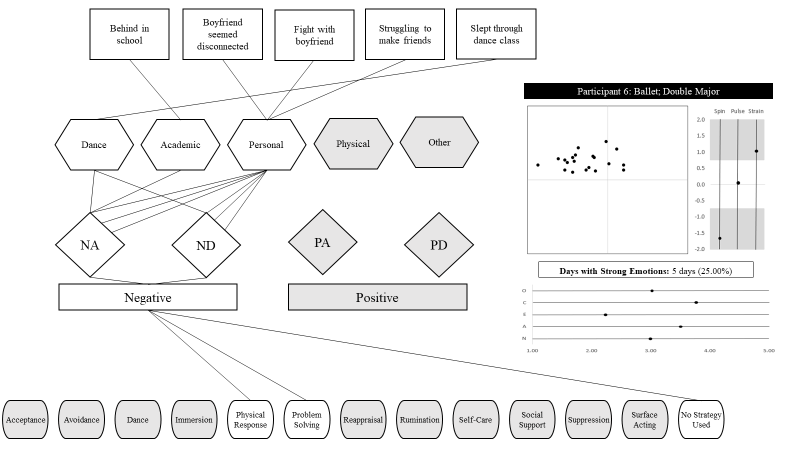 Behind in
school
Boyfriend
seemed
disconnected
Fight with
boyfriend
Struggling to
make friends
Slept through
dance class
Dance
Academic
Personal
Physical
Other
NA
ND
PA
PD
Negative
Positive
Participant 6: Ballet; Double Major
Spin Pulse Strain
2.0
1.5
1.0
0.5
0.0
-0.5
-1.0
-1.5
-2.0
Days with Strong Emotions: 5 days (25.00%)
O
C
E
A
N
1.00 2.00 3.00 4.00 5.00
Acceptance
Avoidance
Dance
Immersion
Physical
Response
Problem
Solving
Reappraisal
Rumination
Self-Care
Social
Support
Suppression
Surface
Acting
No Strategy
Used